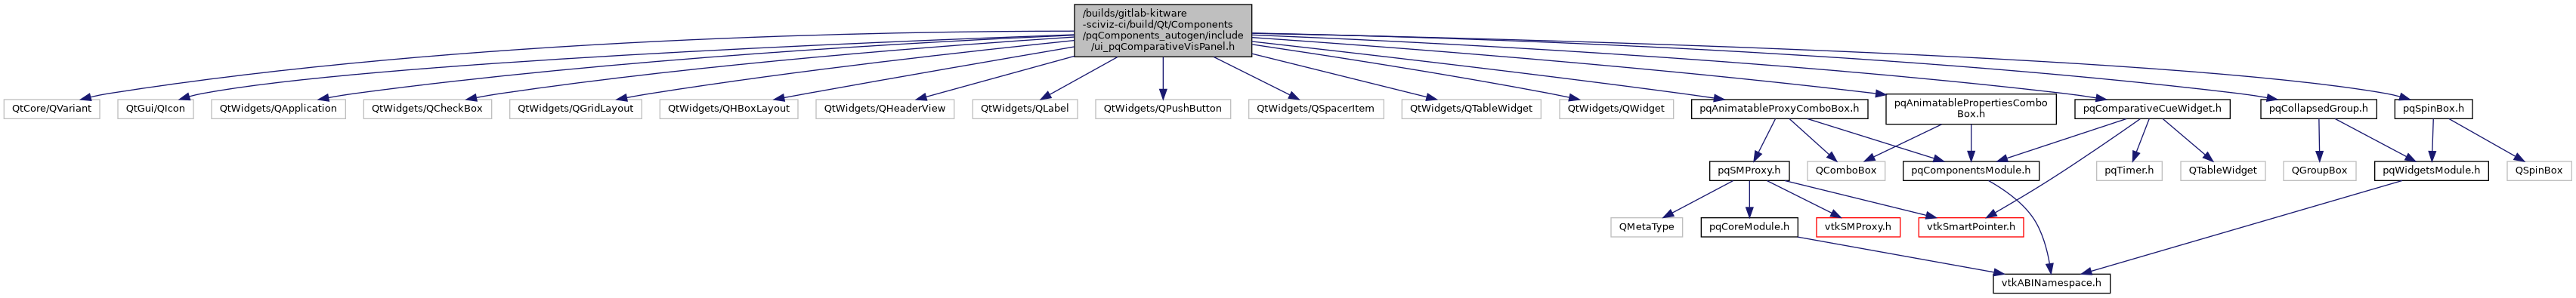 /builds/gitlab-kitware
-sciviz-ci/build/Qt/Components
/pqComponents_autogen/include
/ui_pqComparativeVisPanel.h
QtCore/QVariant
QtGui/QIcon
QtWidgets/QApplication
QtWidgets/QCheckBox
QtWidgets/QGridLayout
QtWidgets/QHBoxLayout
QtWidgets/QHeaderView
QtWidgets/QLabel
QtWidgets/QPushButton
QtWidgets/QSpacerItem
QtWidgets/QTableWidget
QtWidgets/QWidget
pqAnimatableProxyComboBox.h
pqAnimatablePropertiesCombo
Box.h
pqComparativeCueWidget.h
pqCollapsedGroup.h
pqSpinBox.h
pqSMProxy.h
QComboBox
pqComponentsModule.h
pqTimer.h
QTableWidget
QGroupBox
pqWidgetsModule.h
QSpinBox
QMetaType
pqCoreModule.h
vtkSMProxy.h
vtkSmartPointer.h
vtkABINamespace.h